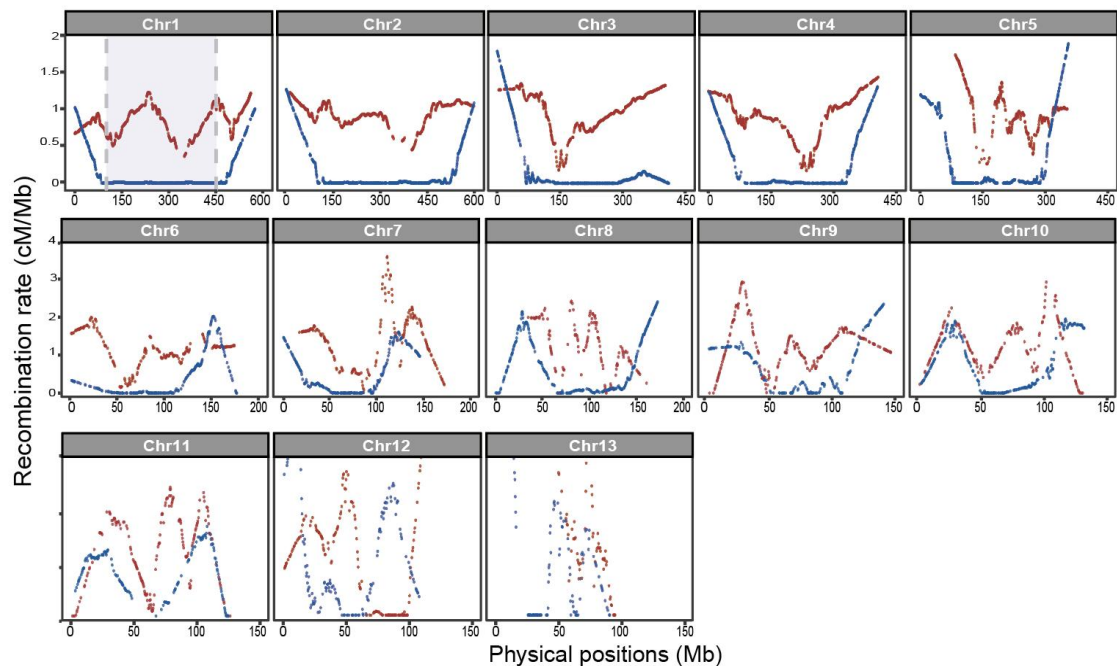 Chr1 Chr2 Chr3 Chr4 Chr5
2
1.5
1
0.5
0
0 150 300 450 600 0 150 300 450 600 0 150 300 450 0 150 300 450 0 150 300 450
Chr6 Chr7 Chr8 Chr9 Chr10
4
3
2
1
0
0 50 100 150 200 0 50 100 150 200 0 50 100 150 200 0 50 100 150 0 50 100 150
Chr11 Chr12 Chr13
0 50 100 150 0 50 100 150 0 50 100 150
Recombination rate (cM/Mb)
Physical positions (Mb)